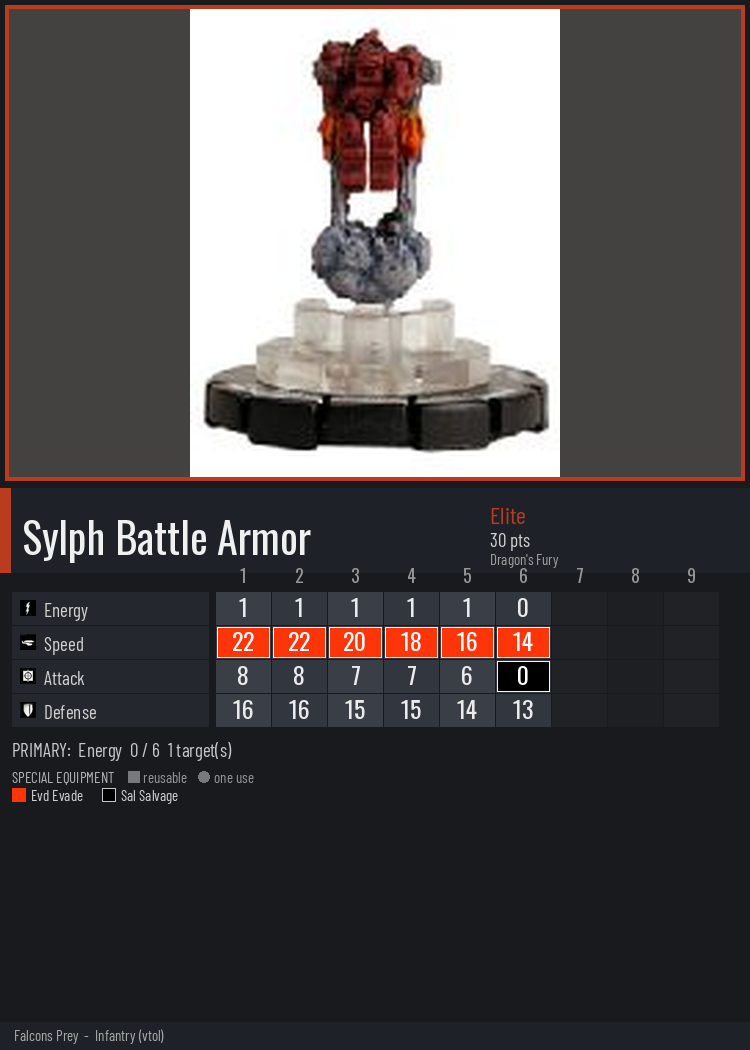 Sylph Battle Armor
Elite
30 pts
Dragon's Fury
1 2 3 4 5 6 7 8 9
Energy 1 1 1 1 1 0
Speed 22 22 20 18 16 14
Attack 8 8 7 7 6 0
Defense 16 16 15 15 14 13
PRIMARY: Energy 0 / 6 1 target(s)
SPECIAL EQUIPMENT reusable one use
Evd Evade Sal Salvage
Falcons Prey - Infantry (vtol)